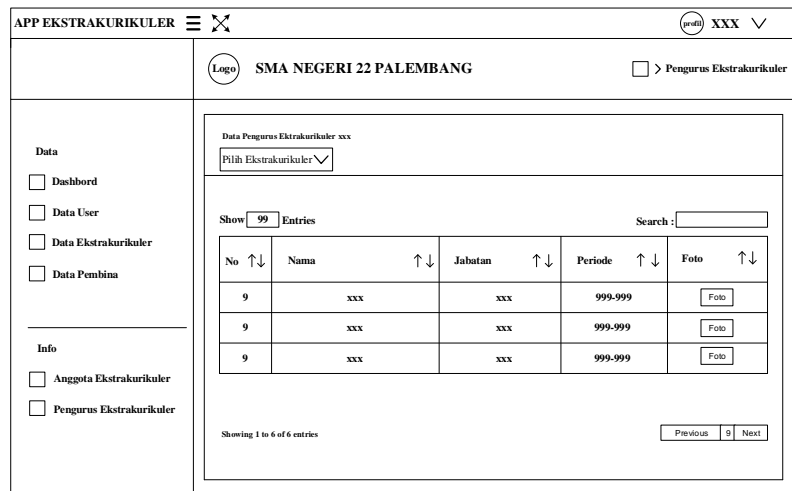 APP EKSTRAKURIKULER
profil XXX
Logo SMA NEGERI 22 PALEMBANG
> Pengurus Ekstrakurikuler
Data
Dashbord
Data User
Data Ekstrakurikuler
Data Pembina
Info
Anggota Ekstrakurikuler
Pengurus Ekstrakurikuler
Data Pengurus Ektrakurikuler xxx
Pilih Ekstrakurikuler
Show 99 Entries
Search :
No ↑↓ Nama ↑↓ Jabatan ↑↓ Periode ↑↓ Foto ↑↓
9 xxx xxx 999-999 Foto
9 xxx xxx 999-999 Foto
9 xxx xxx 999-999 Foto
Showing 1 to 6 of 6 entries
Previous 9 Next